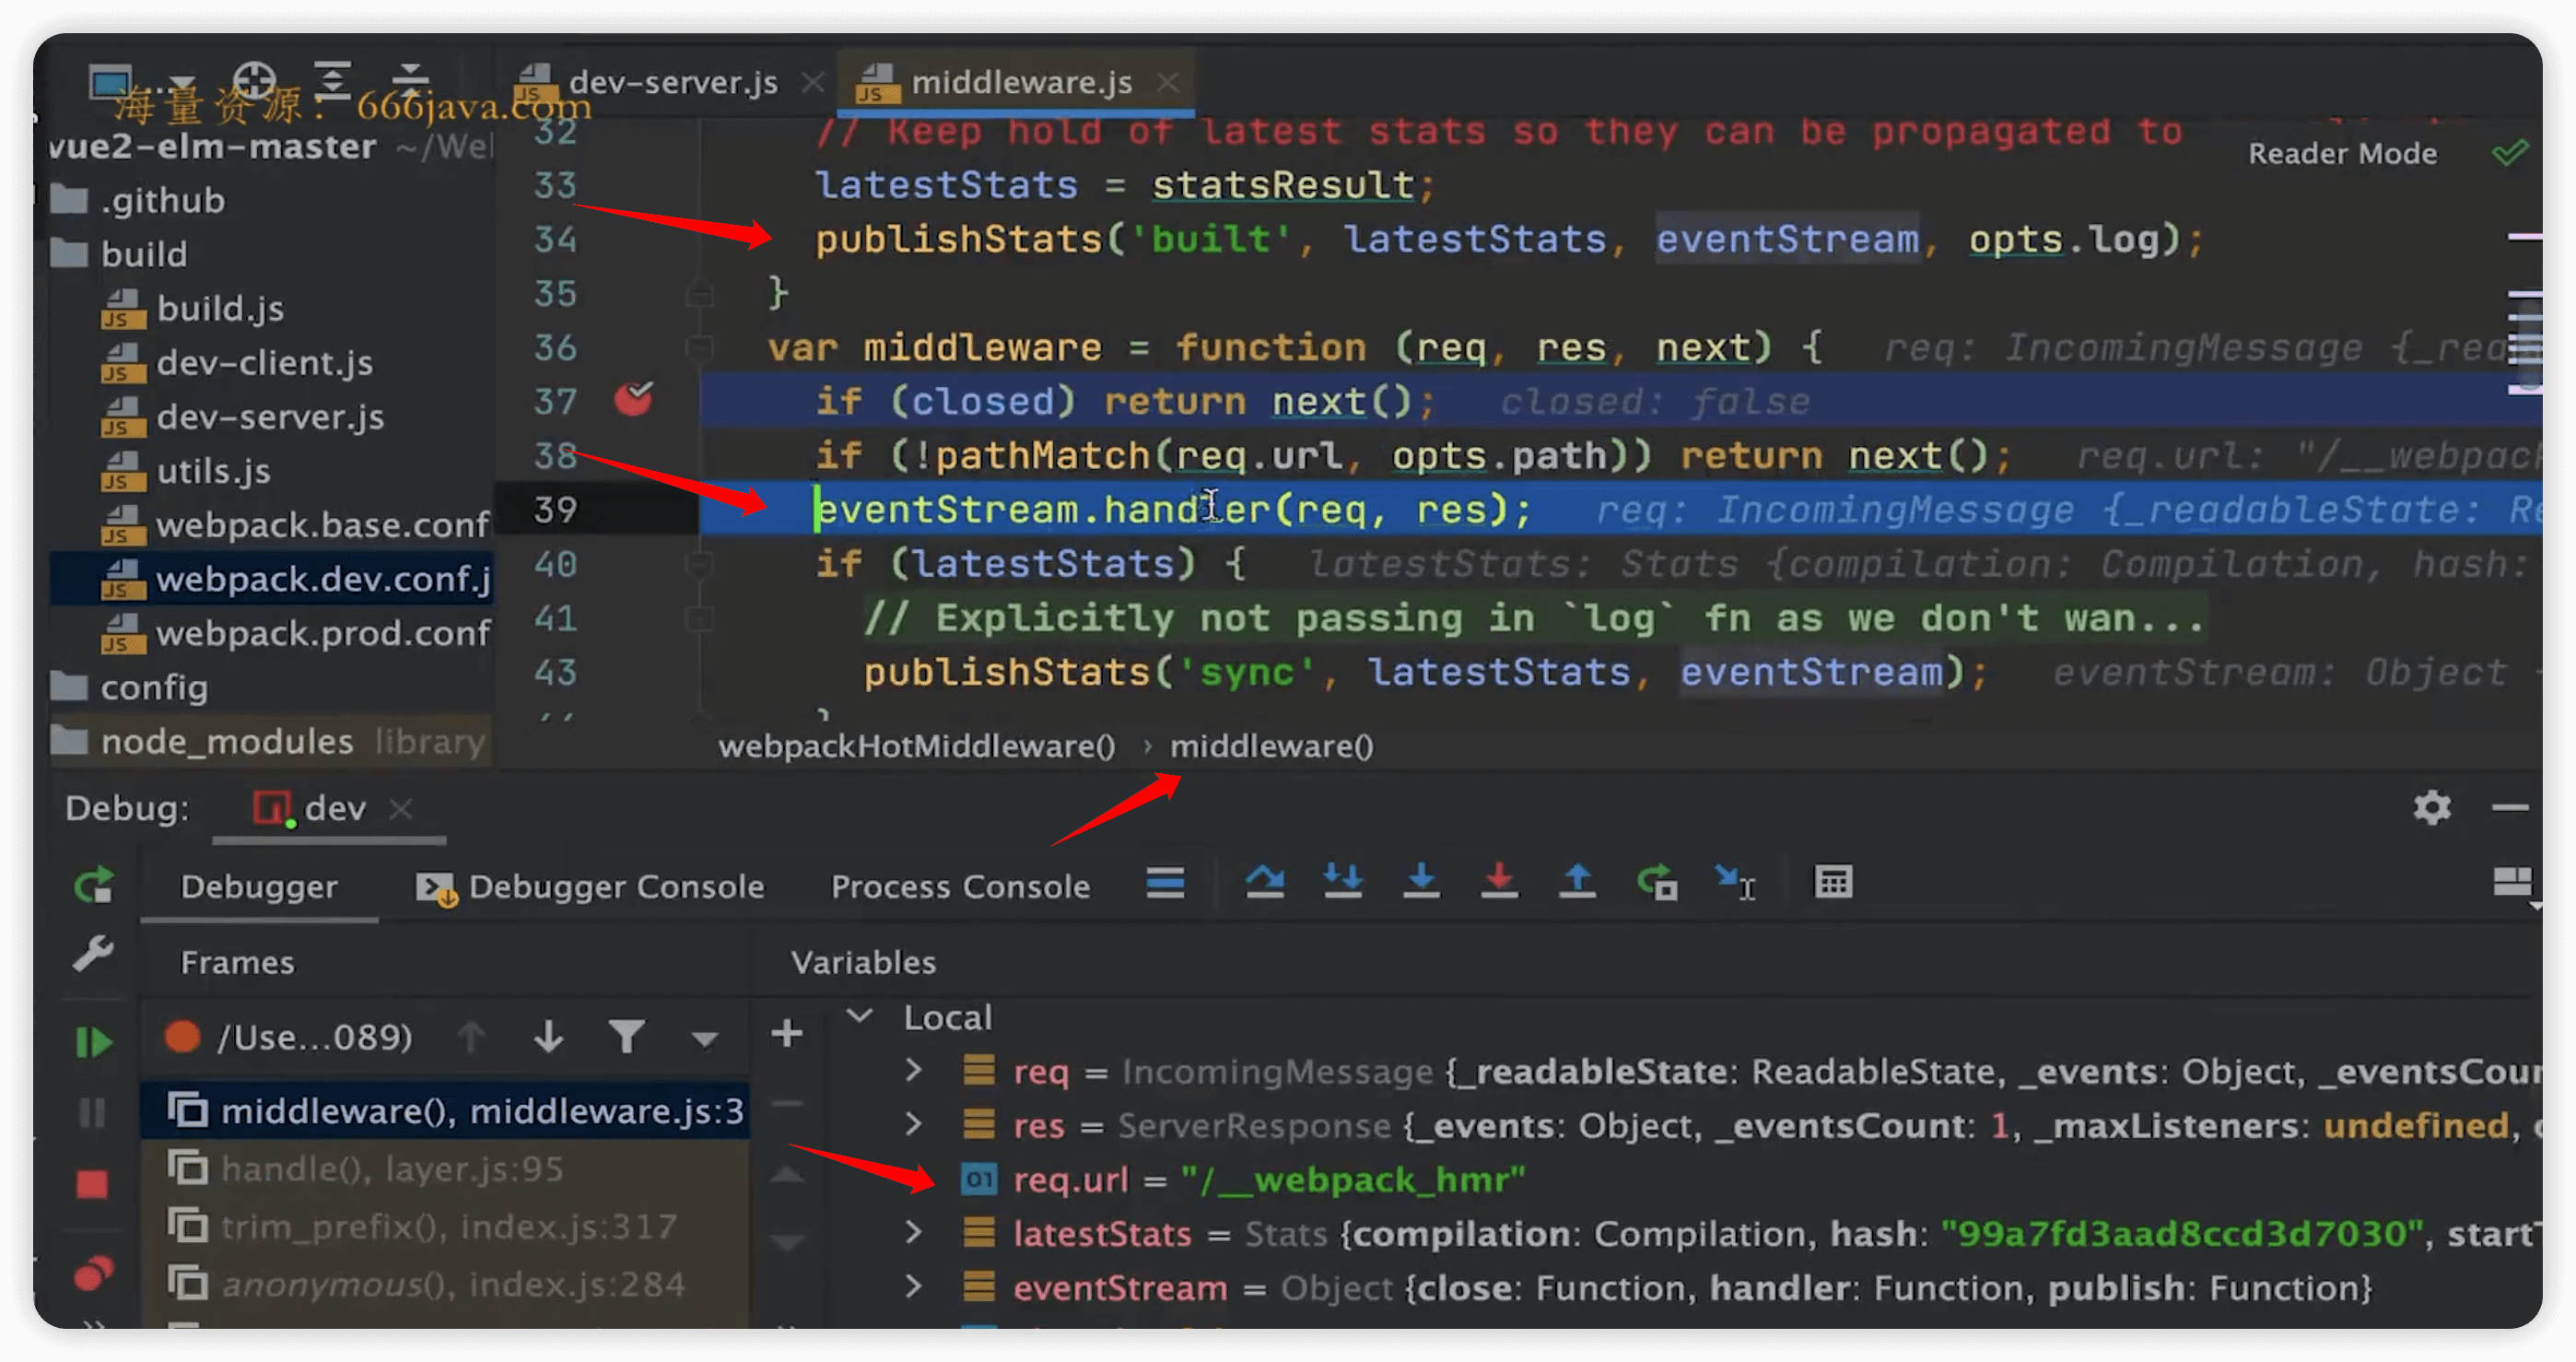 海量资源：666java.com
dev-server.js
middleware.js
vue2-elm-master ~/Wel
.github
build
build.js
dev-client.js
dev-server.js
utils.js
webpack.base.conf
webpack.dev.conf.j
webpack.prod.conf
config
node_modules library
Reader Mode
32 // Keep hold of latest stats so they can be propagated to
33 latestStats = statsResult;
34 publishStats('built', latestStats, eventStream, opts.log);
35 }
36 var middleware = function (req, res, next) { req: IncomingMessage {_rea
37 if (closed) return next(); closed: false
38 if (!pathMatch(req.url, opts.path)) return next(); req.url: "/__webpack
39 eventStream.handler(req, res); req: IncomingMessage {_readableState: Re
40 if (latestStats) { latestStats: Stats {compilation: Compilation, hash:
41 // Explicitly not passing in `log` fn as we don't wan...
43 publishStats('sync', latestStats, eventStream); eventStream: Object
webpackHotMiddleware() › middleware()
Debug: dev
Debugger Debugger Console Process Console
Frames
Variables
/Use...089)
middleware(), middleware.js:3
handle(), layer.js:95
trim_prefix(), index.js:317
anonymous(), index.js:284
Local
req = IncomingMessage {_readableState: ReadableState, _events: Object, _eventsCour
res = ServerResponse {_events: Object, _eventsCount: 1, _maxListeners: undefined,
req.url = "/__webpack_hmr"
latestStats = Stats {compilation: Compilation, hash: "99a7fd3aad8ccd3d7030", startT
eventStream = Object {close: Function, handler: Function, publish: Function}